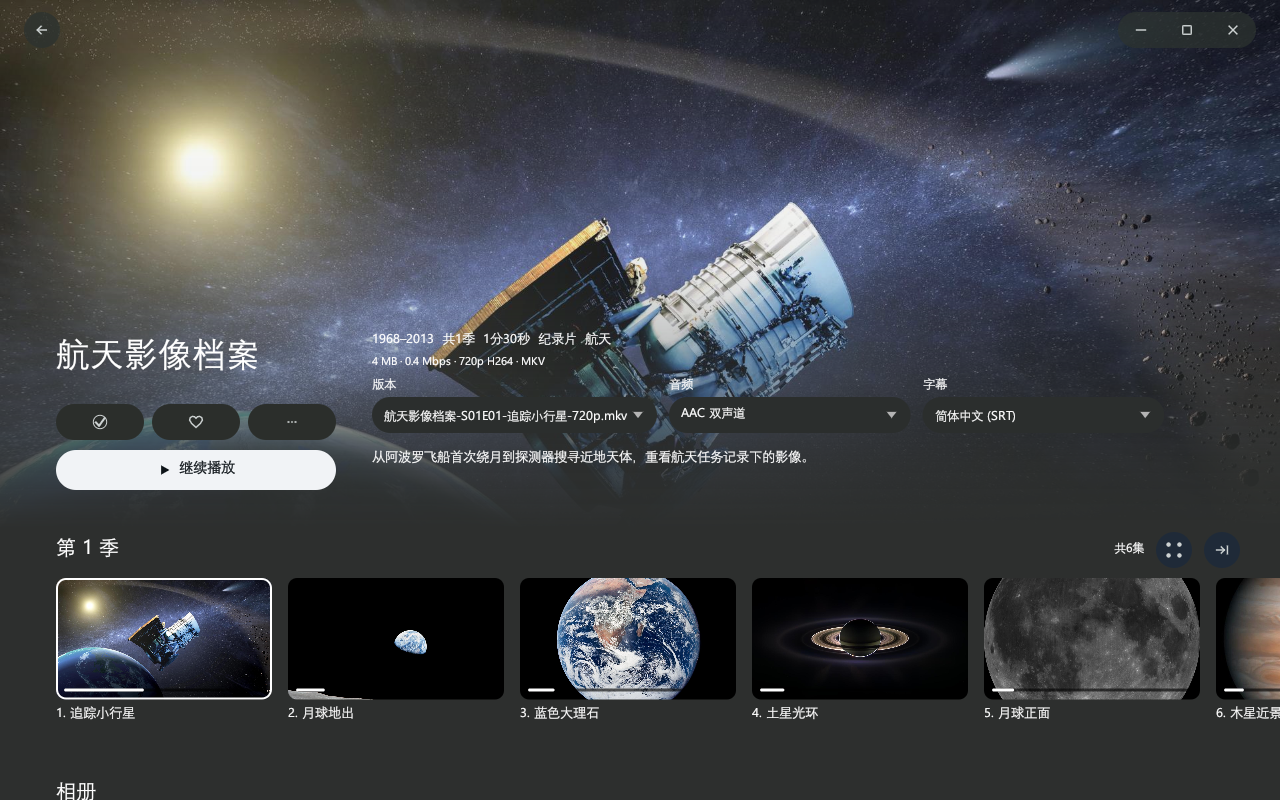 航天影像档案
1968–2013 共1季 1分30秒 纪录片 航天
4 MB · 0.4 Mbps · 720p H264 · MKV
版本 音频 字幕
航天影像档案-S01E01-追踪小行星-720p.mkv AAC 双声道 简体中文 (SRT)
从阿波罗飞船首次绕月到探测器搜寻近地天体，重看航天任务记录下的影像。
继续播放
第 1 季 共6集
1. 追踪小行星 2. 月球地出 3. 蓝色大理石 4. 土星光环 5. 月球正面 6. 木星近景
相册